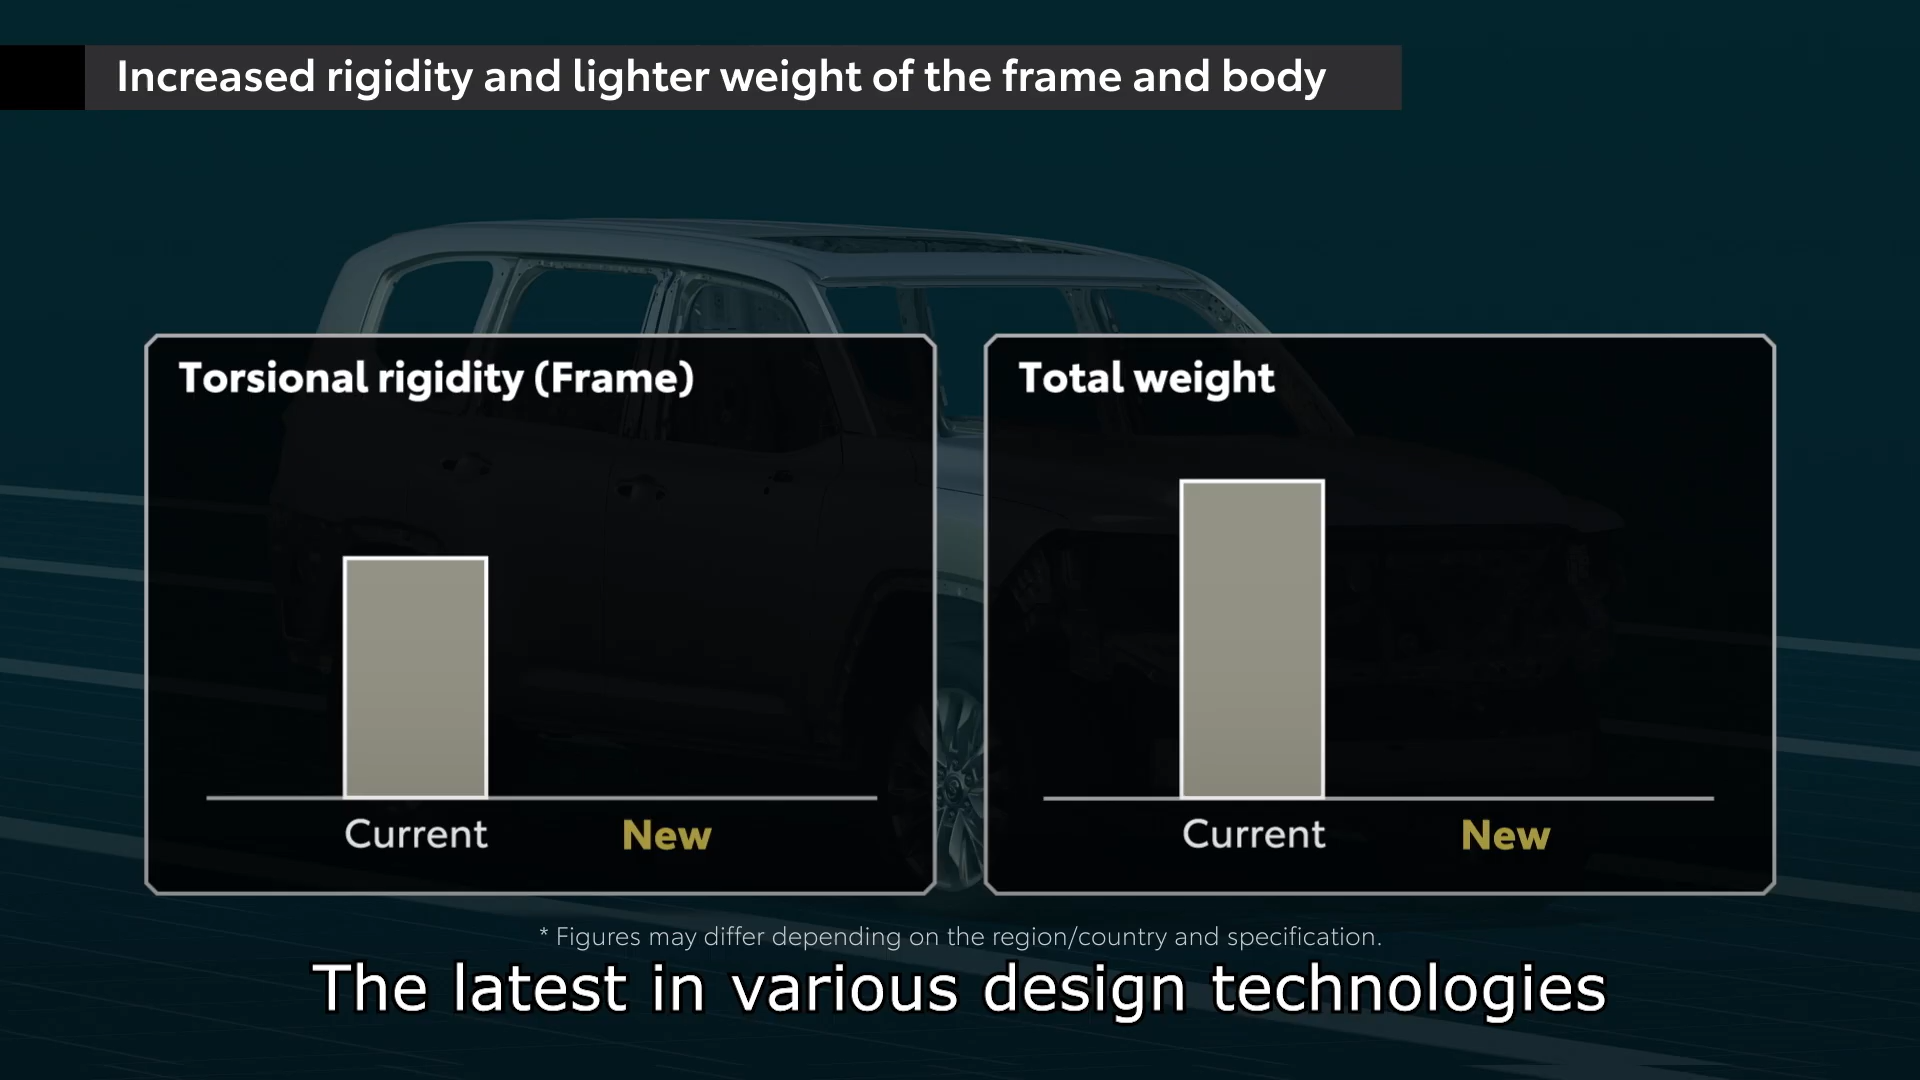 Increased rigidity and lighter weight of the frame and body
Torsional rigidity (Frame)
Current New
Total weight
Current New
* Figures may differ depending on the region/country and specification.
The latest in various design technologies